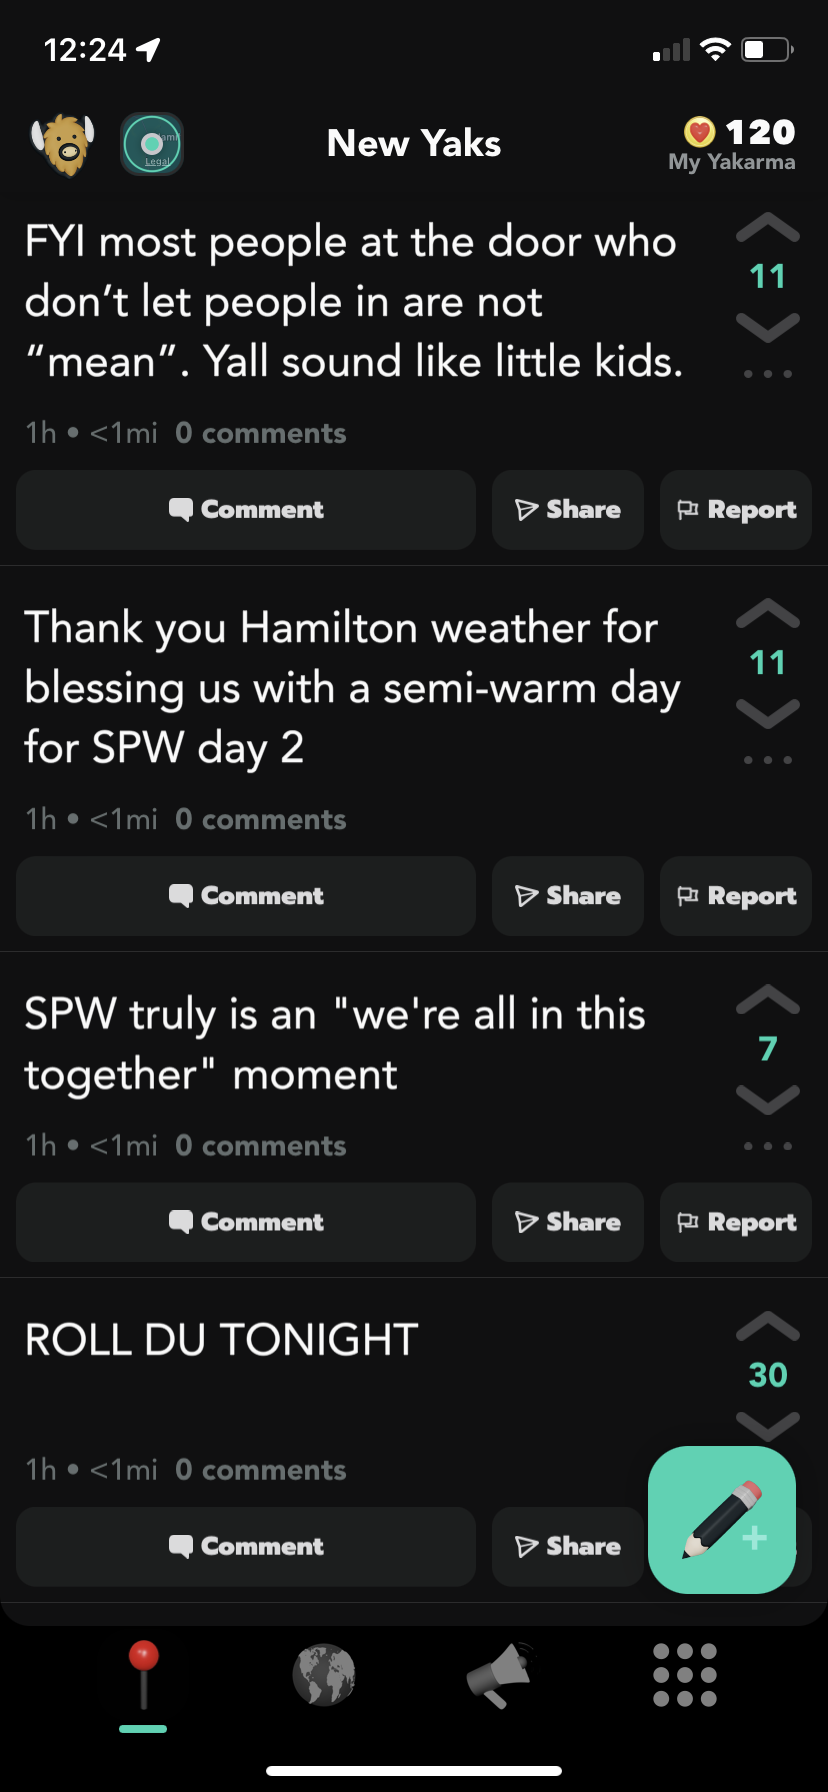 12:24
New Yaks
120
My Yakarma
Legal
FYI most people at the door who
don’t let people in are not
“mean”. Yall sound like little kids.
11
1h • <1mi 0 comments
Comment Share Report
Thank you Hamilton weather for
blessing us with a semi-warm day
for SPW day 2
11
1h • <1mi 0 comments
Comment Share Report
SPW truly is an "we're all in this
together" moment
7
1h • <1mi 0 comments
Comment Share Report
ROLL DU TONIGHT
30
1h • <1mi 0 comments
Comment Share